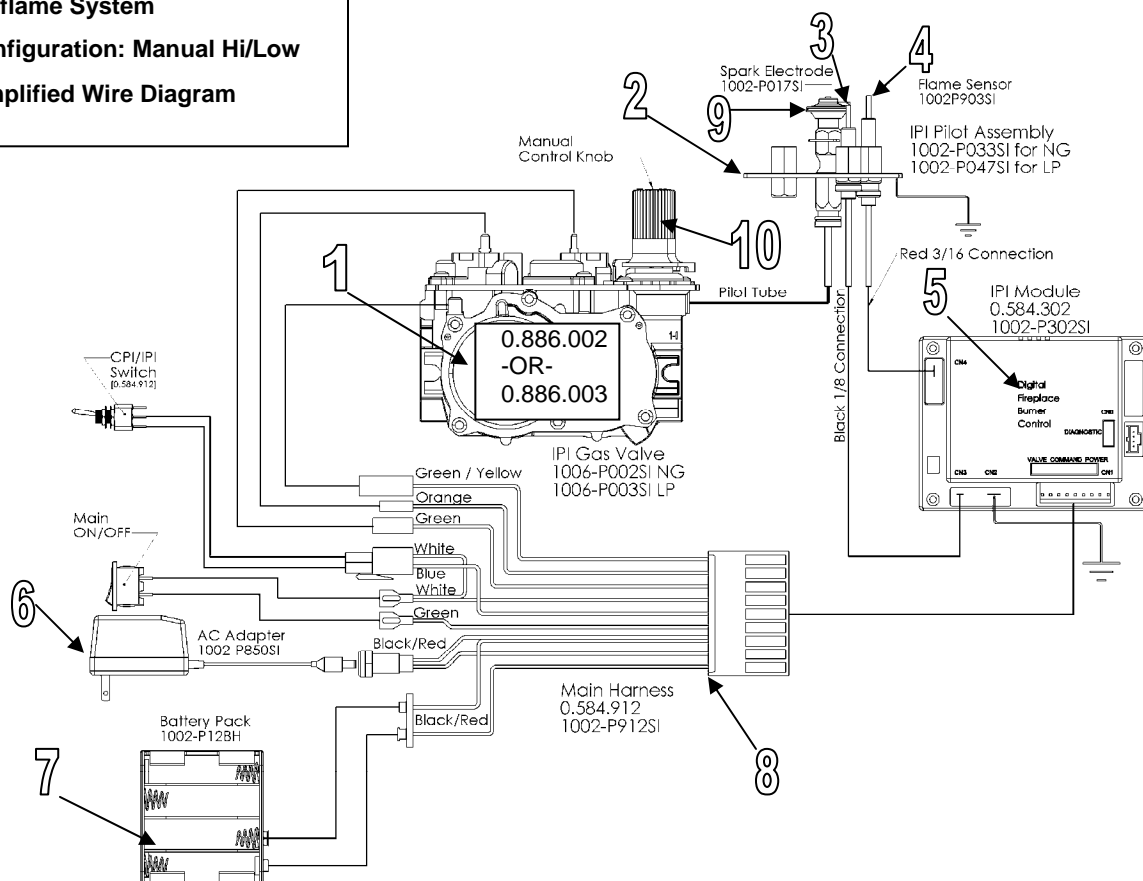 flame System
nfiguration: Manual Hi/Low
nplified Wire Diagram
3
4
Spark Electrode
1002-P017SI
Flame Sensor
1002P903SI
2
9
IPI Pilot Assembly
1002-P033SI for NG
1002-P047SI for LP
Manual
Control Knob
10
Red 3/16 Connection
1
Pilot Tube
5
IPI Module
0.584.302
1002-P302SI
0.886.002
-OR-
0.886.003
CPI/IPI
Switch
[0.584.912]
Black 1/8 Connection
CN4
Digital
Fireplace
Burner
Control
DIAGNOSTIC
VALVE COMMAND POWER
CN3
CN2
CN1
IPI Gas Valve
1006-P002SI NG
1006-P003SI LP
Green / Yellow
Orange
Green
Main
ON/OFF
White
Blue
White
Green
6
AC Adapter
1002 P850SI
Black/Red
Main Harness
0.584.912
1002-P912SI
Battery Pack
1002-P12BH
Black/Red
7
8